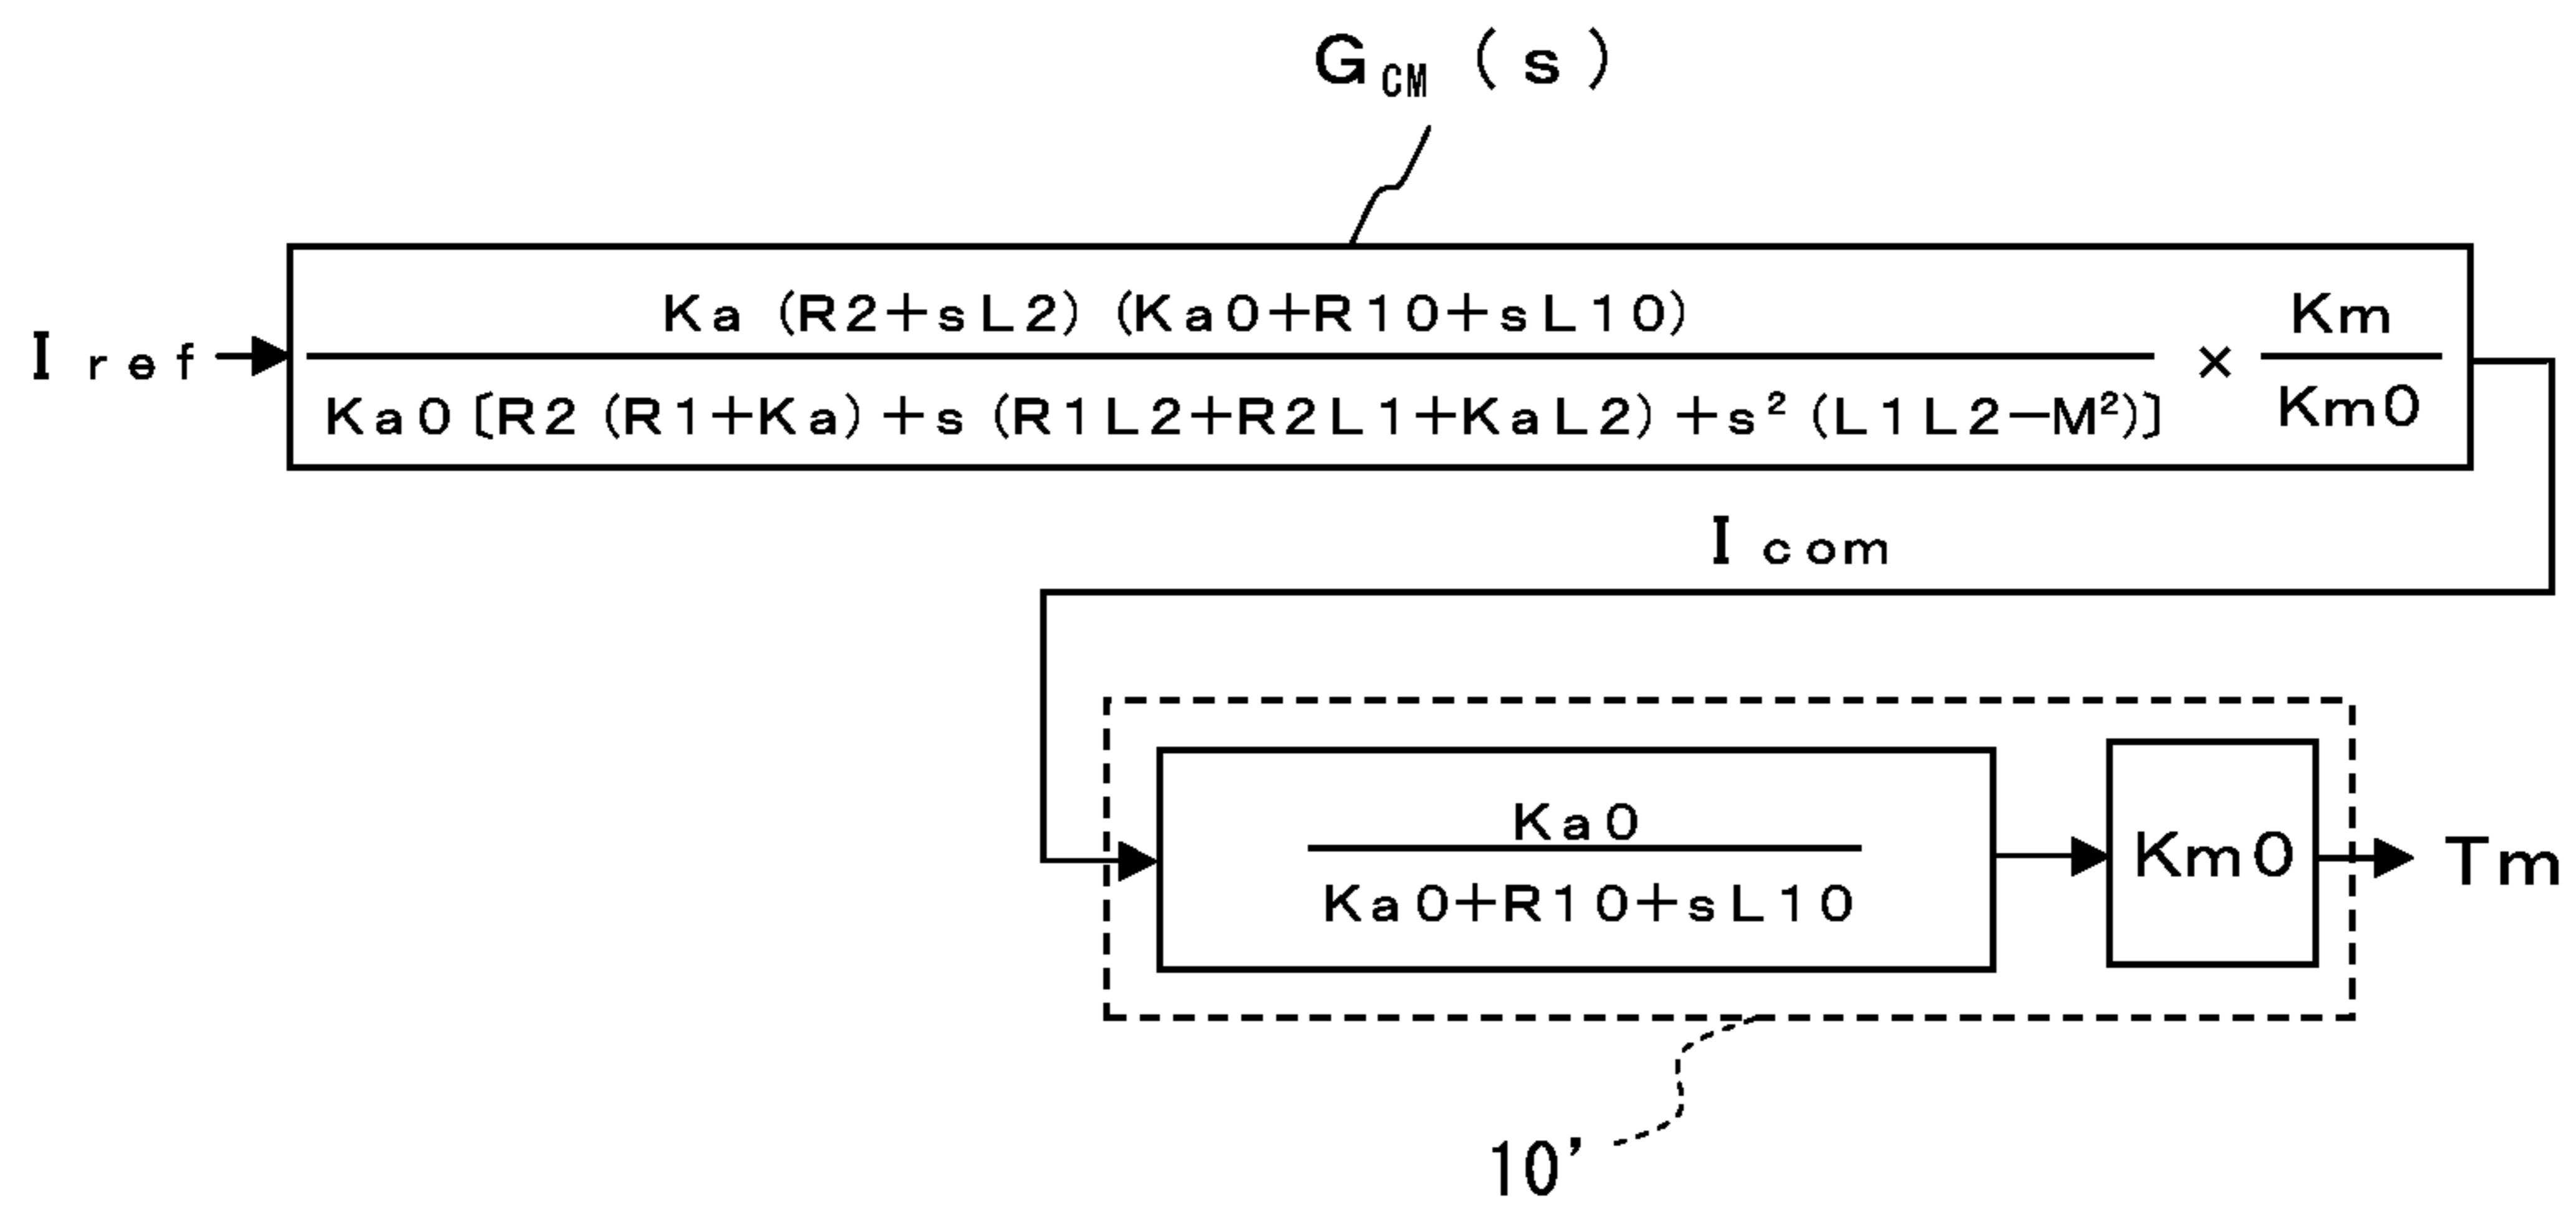 G_CM (s)
Ka (R2+sL2) (Ka0+R10+sL10)
Km
I ref
×
Ka0 [R2 (R1+Ka) +s (R1L2+R2L1+KaL2) +s² (L1L2−M²)]
Km0
I com
Ka0
Ka0+R10+sL10
Km0
Tm
10’